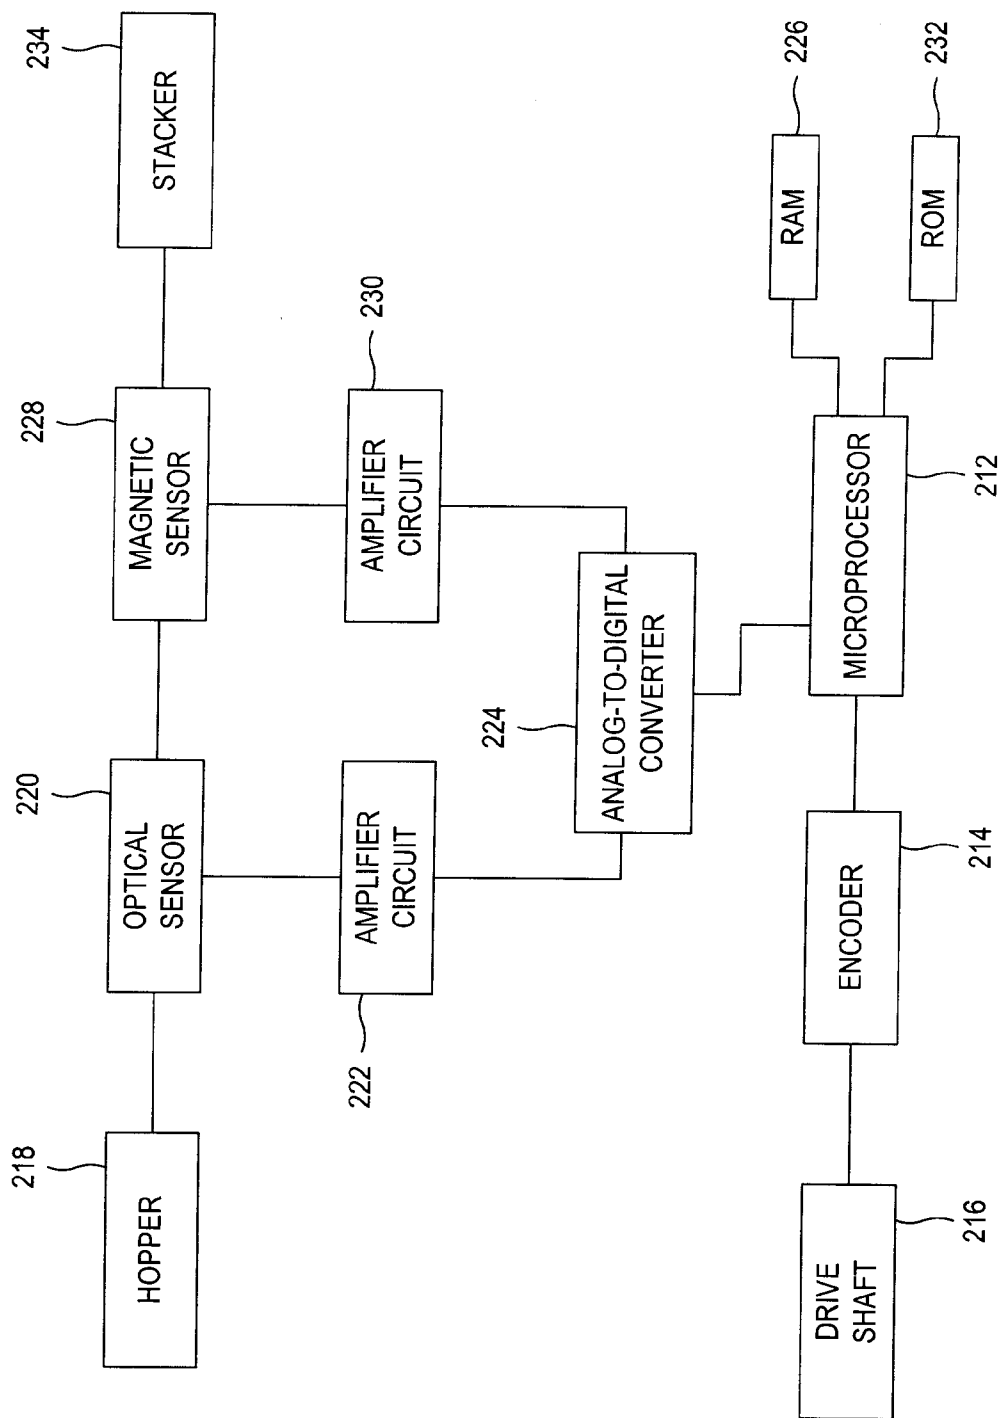 218
HOPPER
220
OPTICAL
SENSOR
228
MAGNETIC
SENSOR
234
STACKER
222
AMPLIFIER
CIRCUIT
230
AMPLIFIER
CIRCUIT
224
ANALOG-TO-DIGITAL
CONVERTER
226
RAM
232
ROM
DRIVE
SHAFT
216
ENCODER
214
MICROPROCESSOR
212